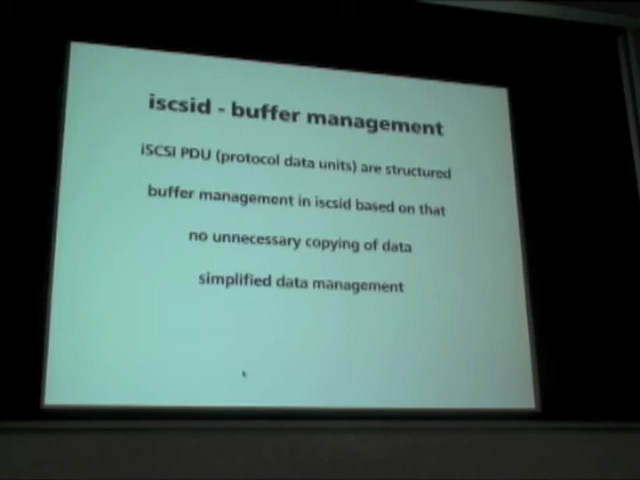 iscsid - buffer management
iSCSI PDU (protocol data units) are structured
buffer management in iscsid based on that
no unnecessary copying of data
simplified data management